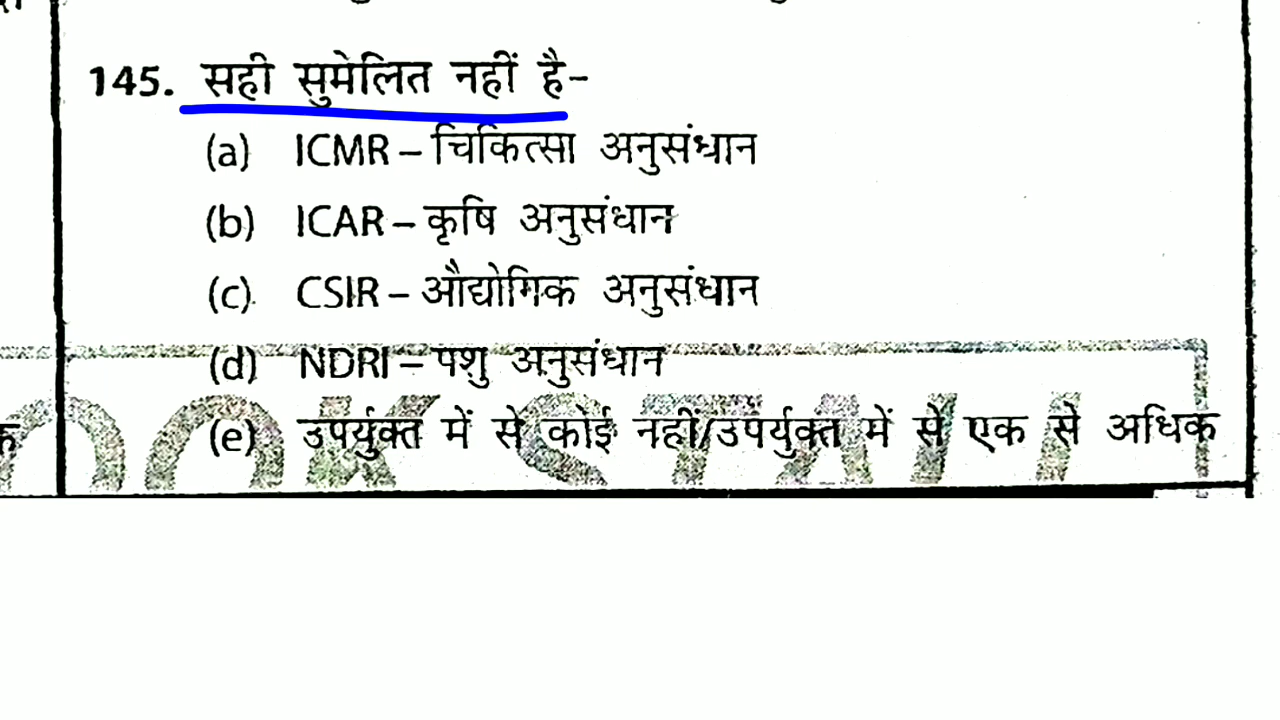 145. सही सुमेलित नहीं है-
(a) ICMR – चिकित्सा अनुसंधान
(b) ICAR – कृषि अनुसंधान
(c) CSIR – औद्योगिक अनुसंधान
(d) NDRI – पशु अनुसंधान
(e) उपर्युक्त में से कोई नहीं/उपर्युक्त में से एक से अधिक